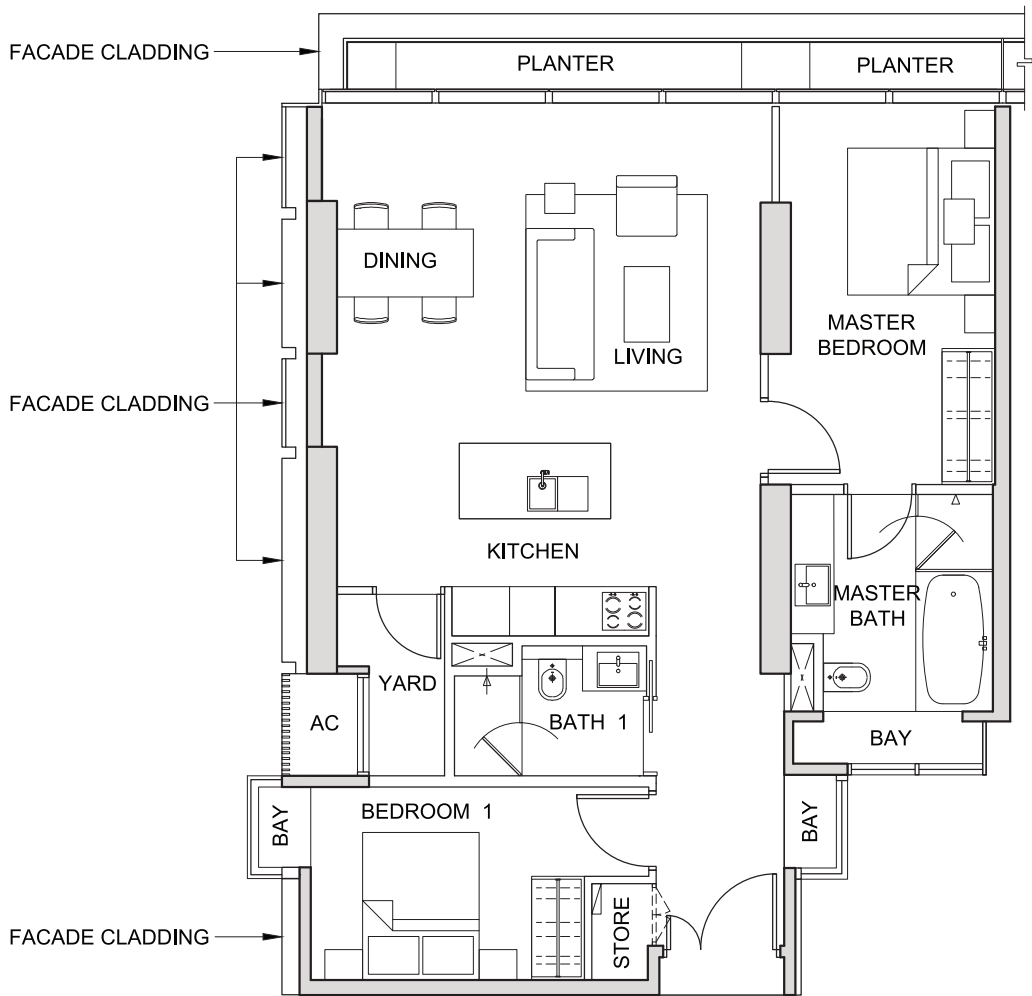 FACADE CLADDING
PLANTER
PLANTER
DINING
LIVING
MASTER
BEDROOM
FACADE CLADDING
KITCHEN
MASTER
BATH
YARD
AC
BATH 1
BAY
BAY
BEDROOM 1
BAY
STORE
FACADE CLADDING